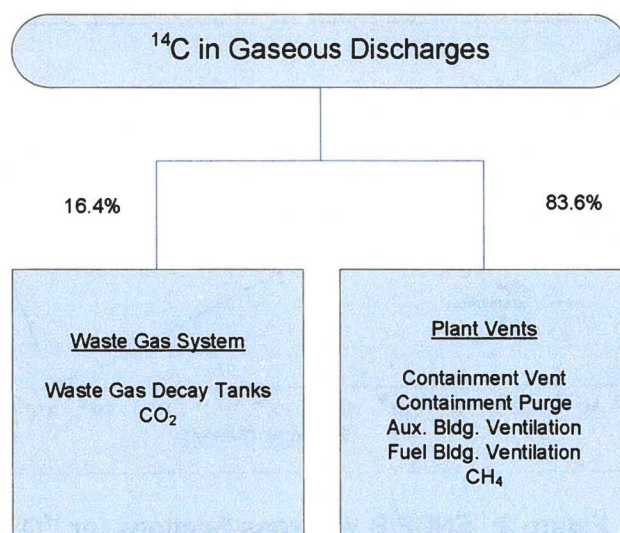 ¹⁴C in Gaseous Discharges
16.4%
83.6%
Waste Gas System
Waste Gas Decay Tanks
CO₂
Plant Vents
Containment Vent
Containment Purge
Aux. Bldg. Ventilation
Fuel Bldg. Ventilation
CH₄